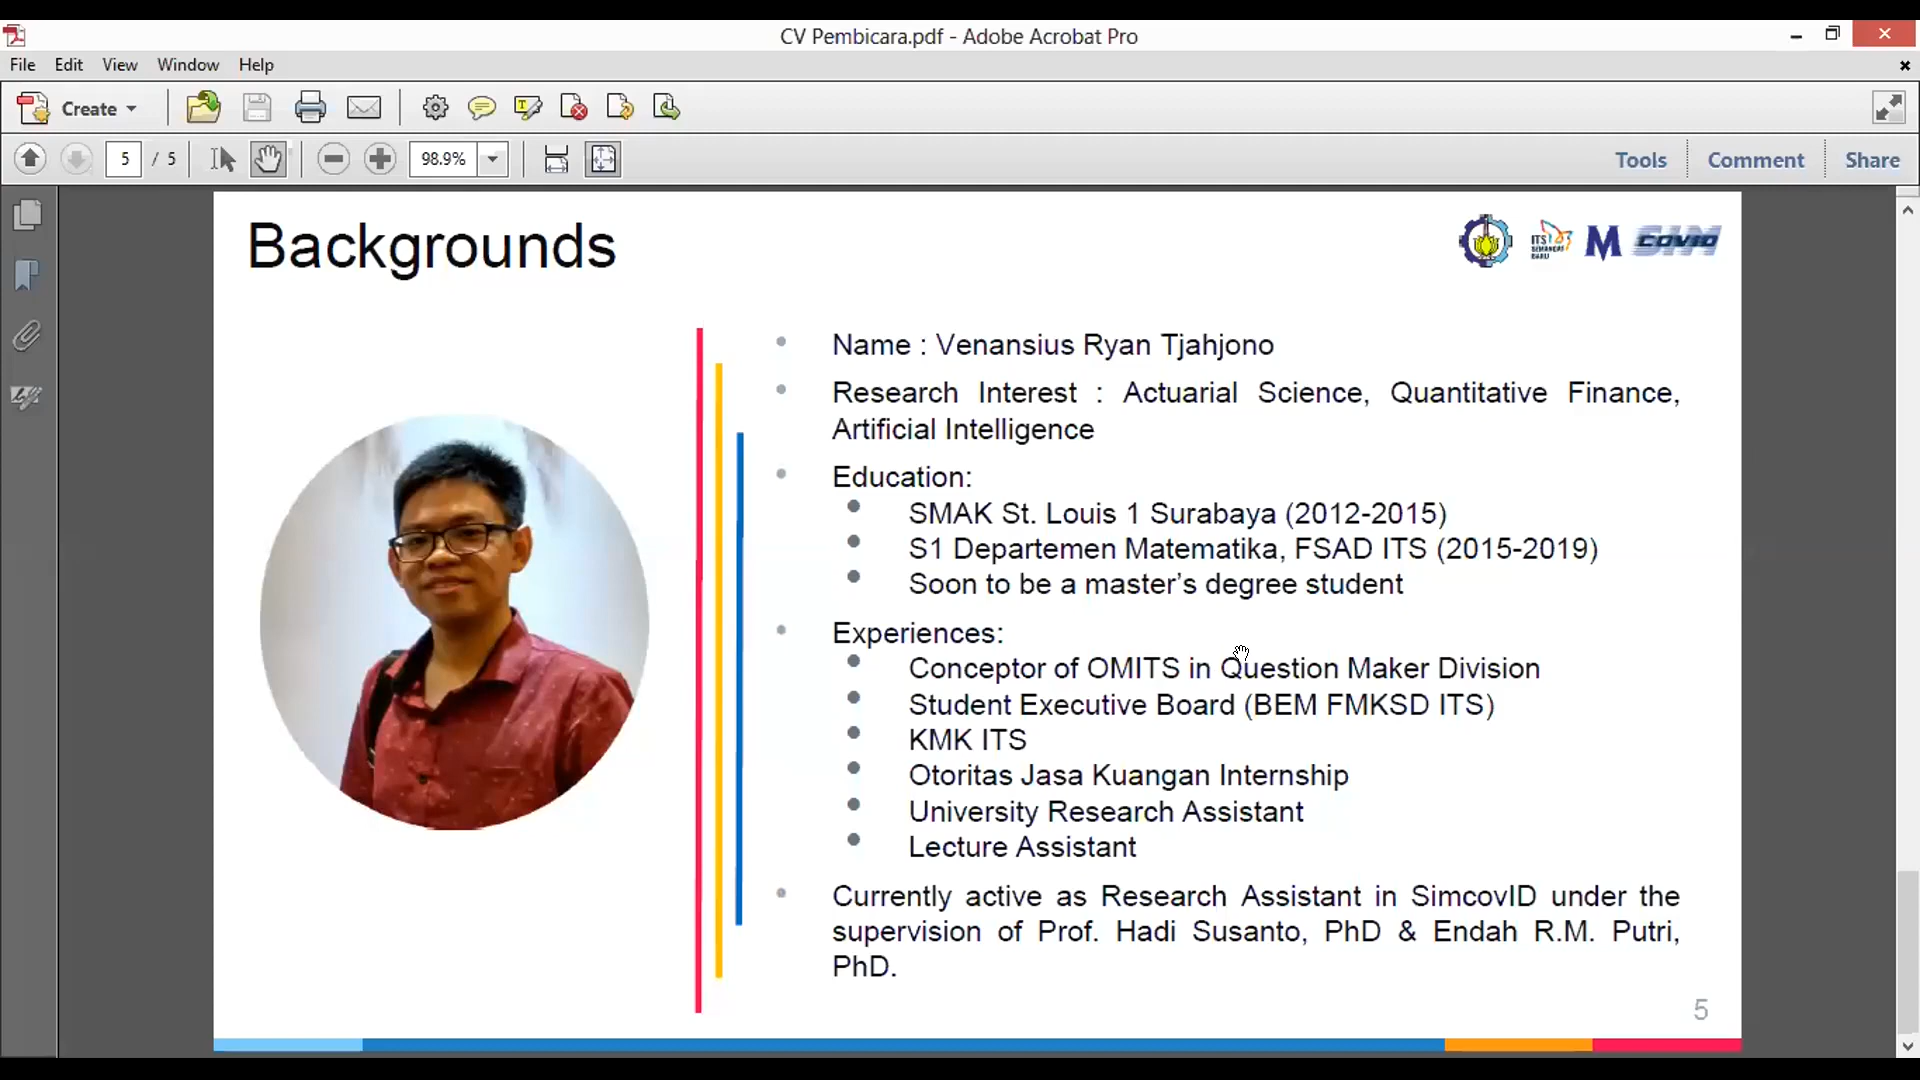 CV Pembicara.pdf - Adobe Acrobat Pro
File Edit View Window Help
Create
5 / 5 98.9% Tools Comment Share
Backgrounds
ITS SEMANGAT BARU M SIM COVID
Name : Venansius Ryan Tjahjono
Research Interest : Actuarial Science, Quantitative Finance,
Artificial Intelligence
Education:
SMAK St. Louis 1 Surabaya (2012-2015)
S1 Departemen Matematika, FSAD ITS (2015-2019)
Soon to be a master’s degree student
Experiences:
Conceptor of OMITS in Question Maker Division
Student Executive Board (BEM FMKSD ITS)
KMK ITS
Otoritas Jasa Kuangan Internship
University Research Assistant
Lecture Assistant
Currently active as Research Assistant in SimcovID under the
supervision of Prof. Hadi Susanto, PhD & Endah R.M. Putri,
PhD.
5